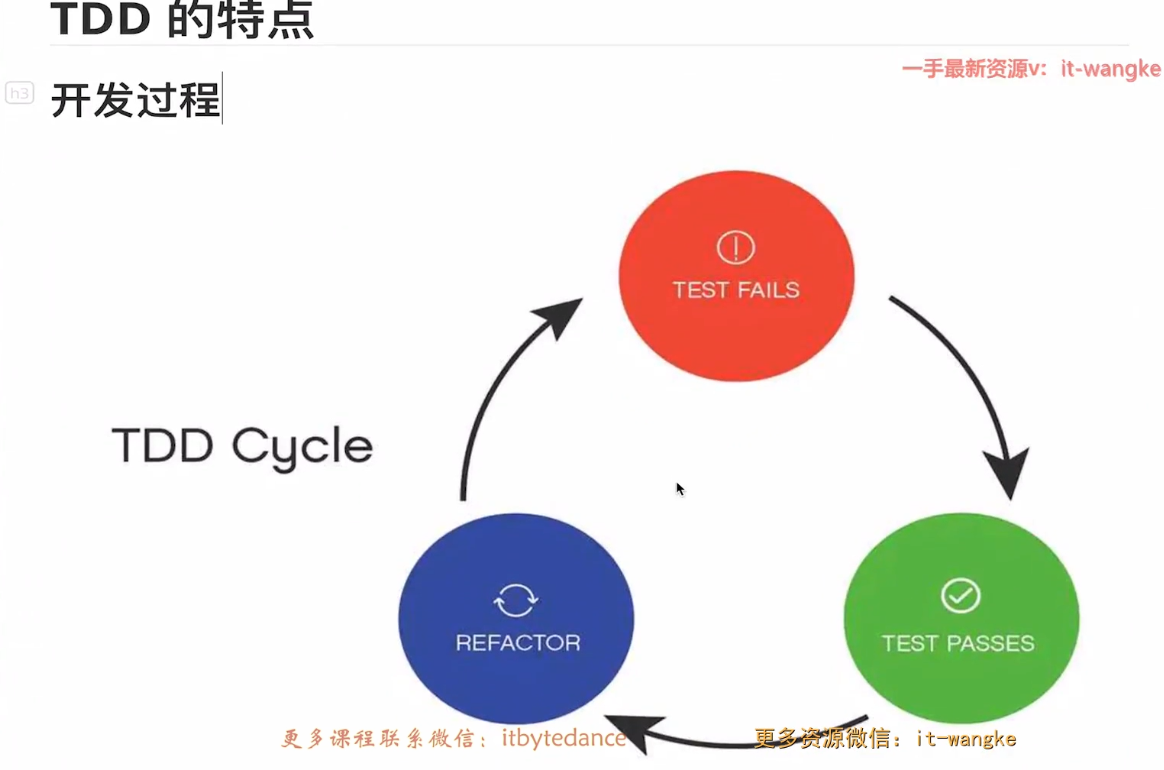 TDD 的特点
一手最新资源v：it-wangke
h3
开发过程
TEST FAILS
TDD Cycle
REFACTOR
TEST PASSES
更多课程联系微信：itbytedance
更多资源微信：it-wangke